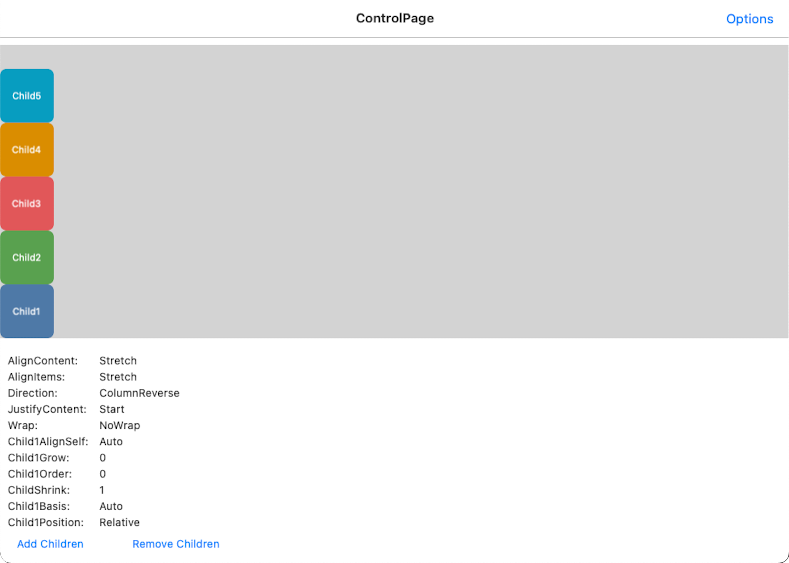 ControlPage
Options
Child5
Child4
Child3
Child2
Child1
AlignContent: Stretch
AlignItems: Stretch
Direction: ColumnReverse
JustifyContent: Start
Wrap: NoWrap
Child1AlignSelf: Auto
Child1Grow: 0
Child1Order: 0
ChildShrink: 1
Child1Basis: Auto
Child1Position: Relative
Add Children Remove Children